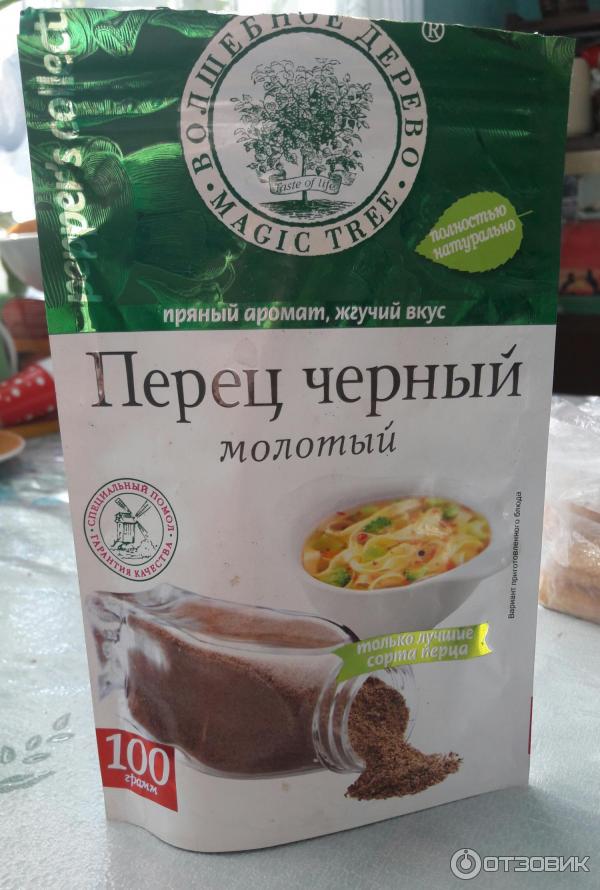 ВОЛШЕБНОЕ ДЕРЕВО
®
Taste of life
MAGIC TREE
полностью
натурально
пряный аромат, жгучий вкус
Перец черный
молотый
СПЕЦИАЛЬНЫЙ ПОМОЛ
ГАРАНТИЯ КАЧЕСТВА
Вариант приготовленного блюда
только лучшие
сорта перца
100
грамм
ОТЗОВИК